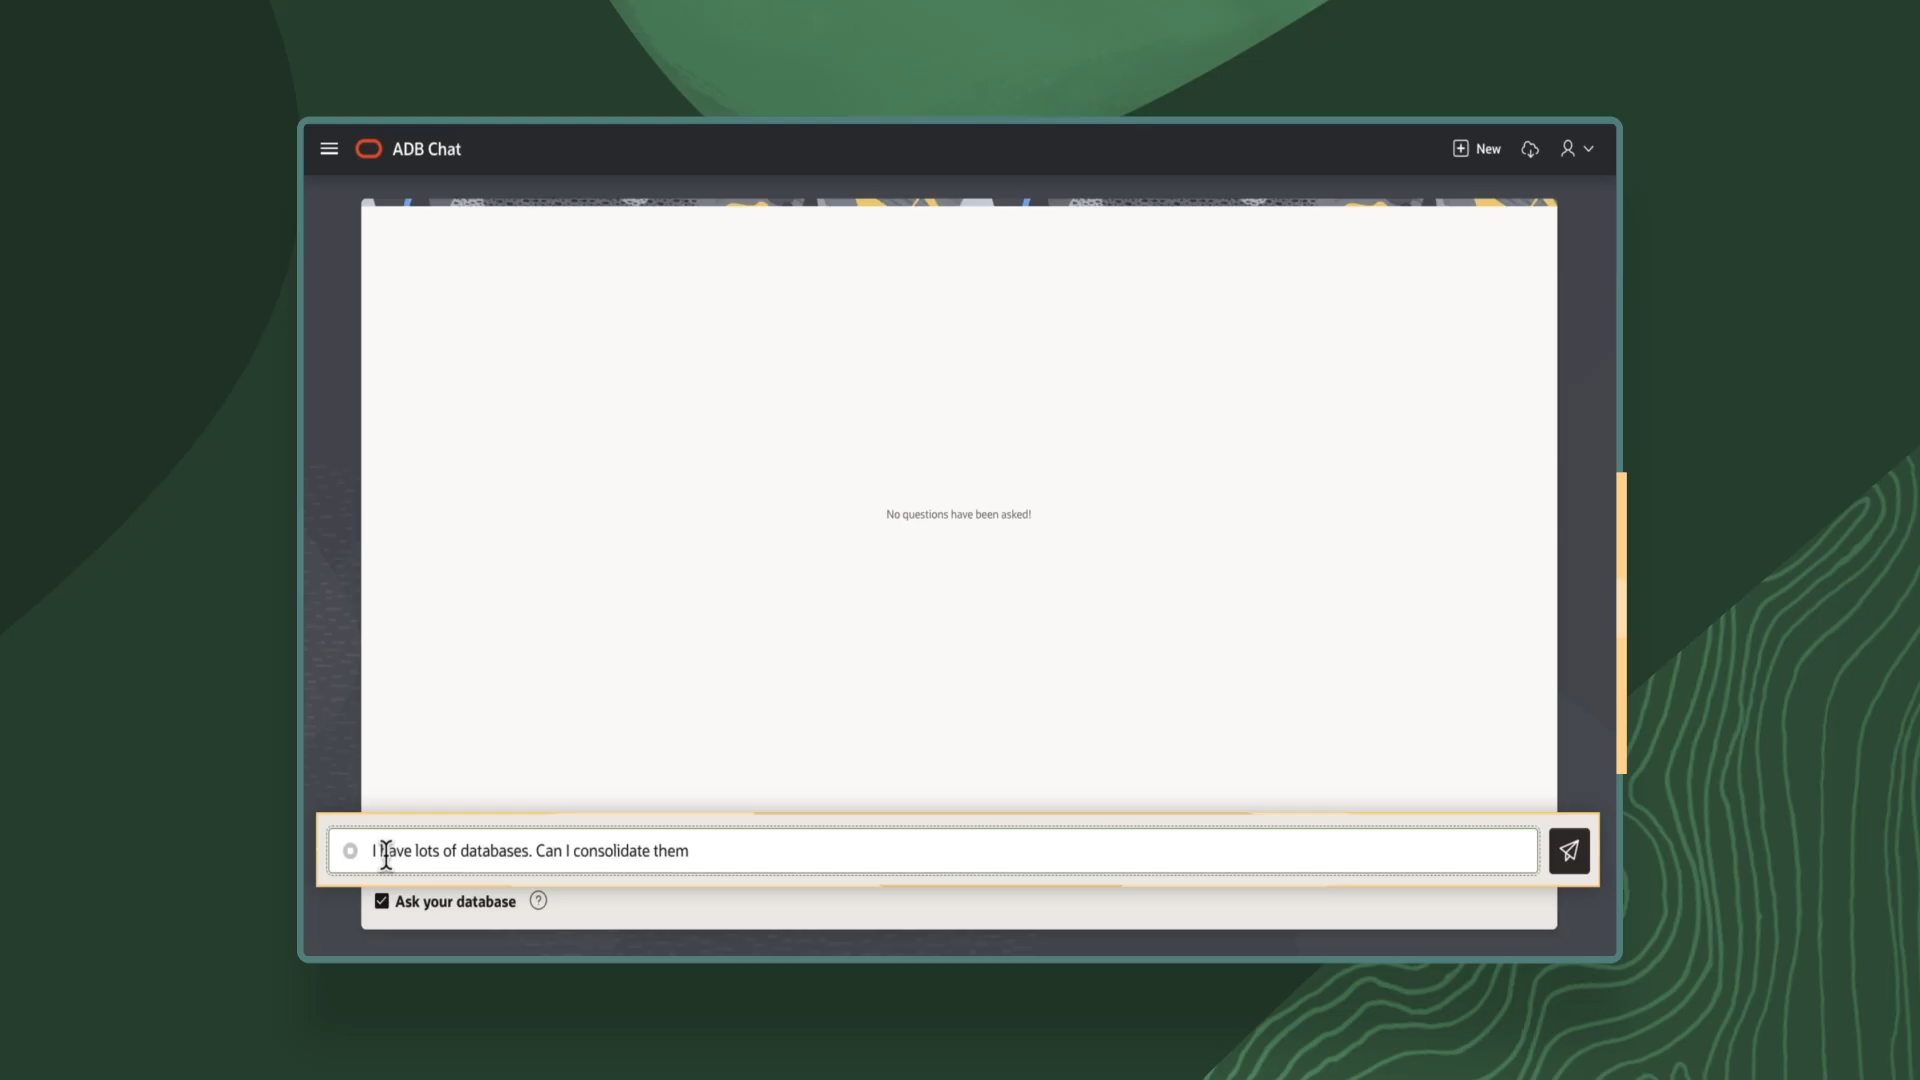 ADB Chat
New
No questions have been asked!
I have lots of databases. Can I consolidate them
Ask your database
?